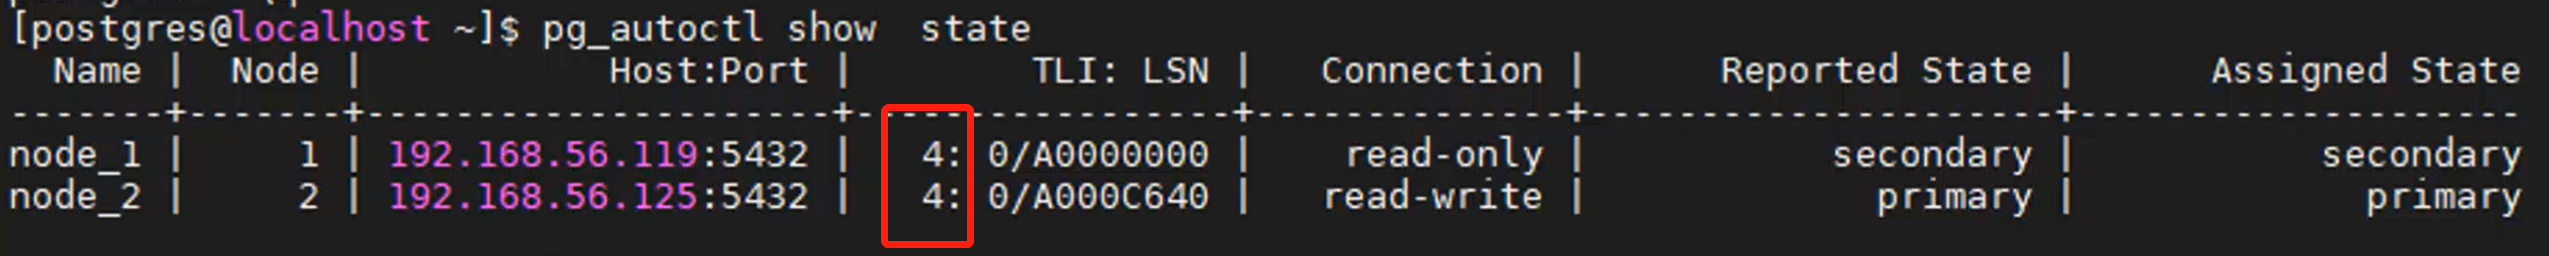 [postgres@localhost ~]$ pg_autoctl show  state
  Name |  Node |             Host:Port |        TLI: LSN |   Connection |      Reported State |      Assigned State
-------+-------+----------------------+-----------------+--------------+---------------------+--------------------
node_1 |     1 | 192.168.56.119:5432 |   4: 0/A0000000 |    read-only |           secondary |           secondary
node_2 |     2 | 192.168.56.125:5432 |   4: 0/A000C640 |   read-write |             primary |             primary